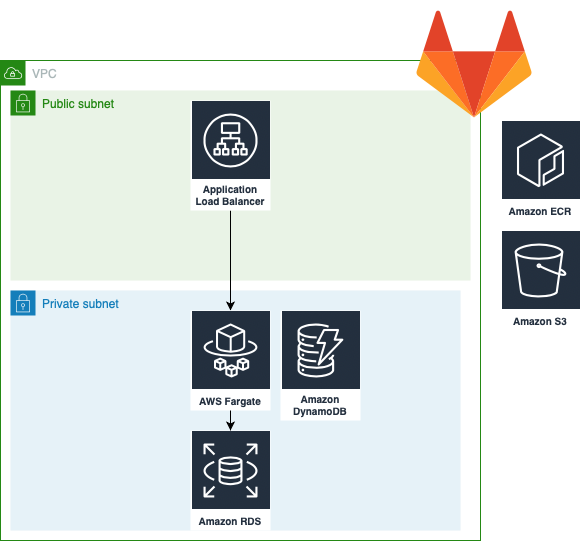 VPC
Public subnet
Application
Load Balancer
Amazon ECR
Amazon S3
Private subnet
AWS Fargate
Amazon
DynamoDB
Amazon RDS